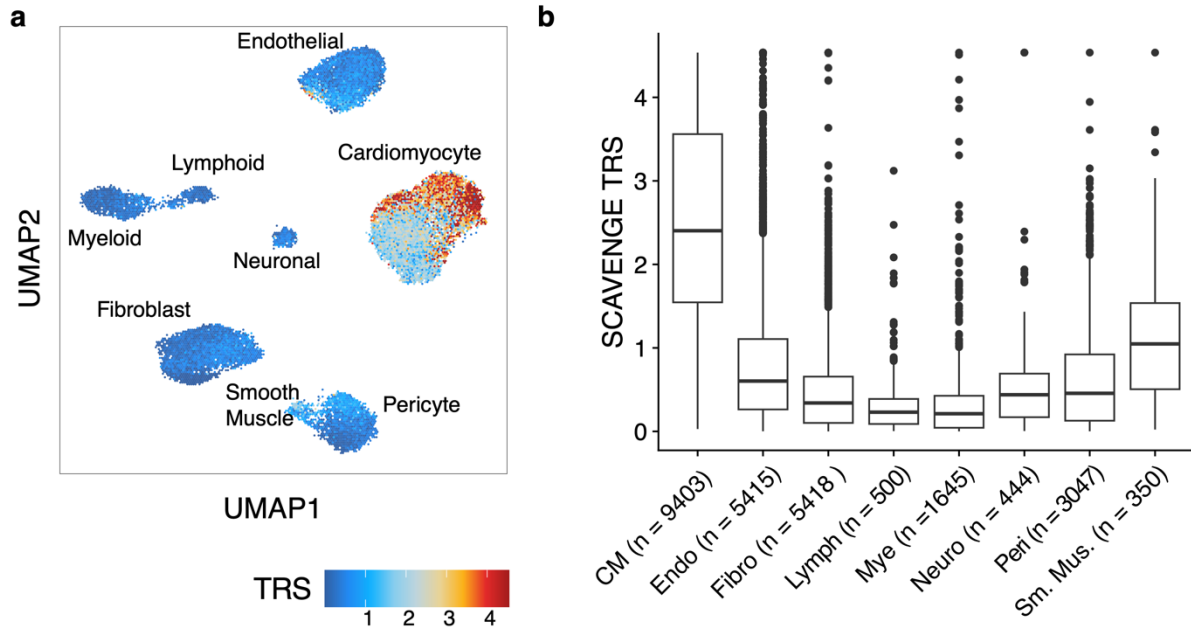 a
Endothelial
Lymphoid
Cardiomyocyte
Myeloid
Neuronal
Fibroblast
Smooth
Muscle
Pericyte
UMAP2
UMAP1
TRS
1 2 3 4
b
SCAVENGE TRS
4
3
2
1
0
CM (n = 9403)
Endo (n = 5415)
Fibro (n = 5418 )
Lymph (n = 500)
Mye (n =1645)
Neuro (n = 444)
Peri (n = 3047)
Sm. Mus. (n = 350)